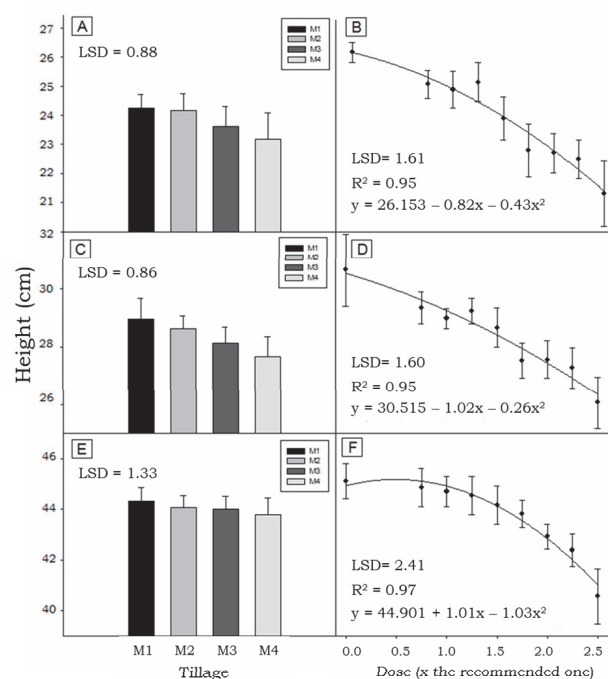 A
LSD = 0.88
M1
M2
M3
M4
27
26
25
24
23
22
21
B
LSD= 1.61
R² = 0.95
y = 26.153 – 0.82x – 0.43x²
C
LSD = 0.86
M1
M2
M3
M4
32
30
28
26
D
LSD= 1.60
R² = 0.95
y = 30.515 – 1.02x – 0.26x²
Height (cm)
E
LSD = 1.33
M1
M2
M3
M4
46
44
42
40
F
LSD= 2.41
R² = 0.97
y = 44.901 + 1.01x – 1.03x²
M1 M2 M3 M4
Tillage
0.0 0.5 1.0 1.5 2.0 2.5
Dose (x the recommended one)